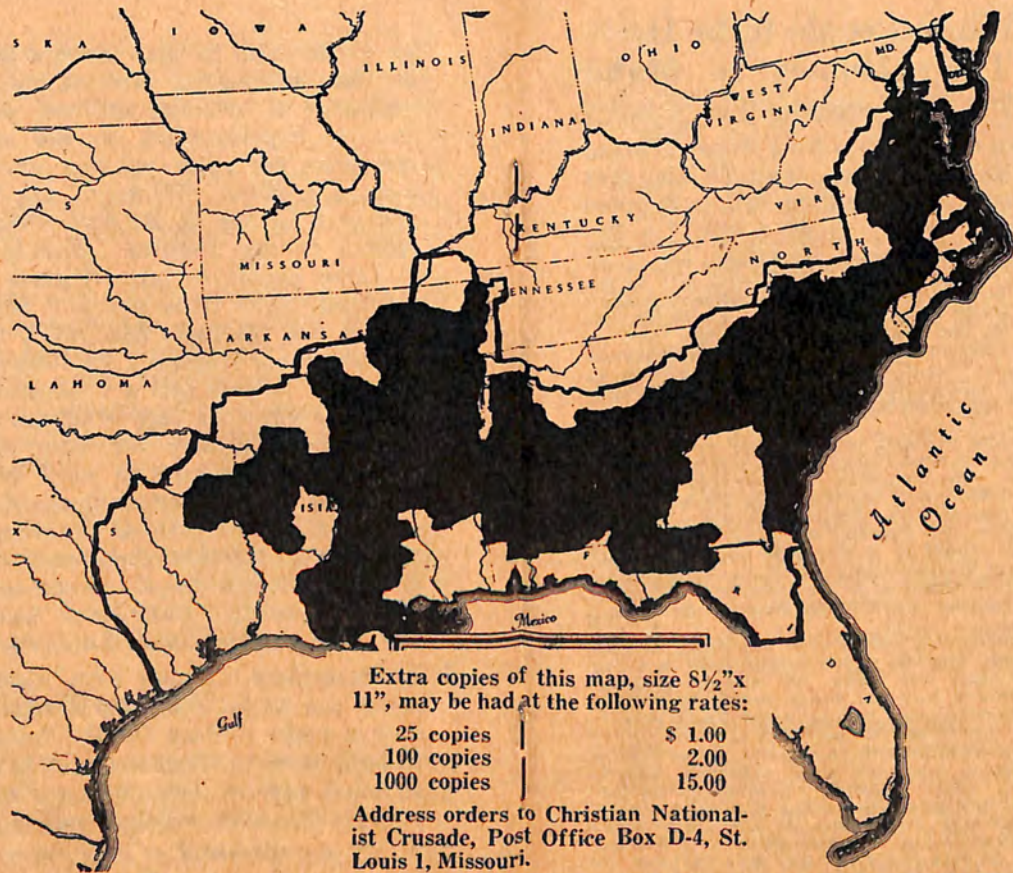 S K A
I O W A
ILLINOIS
OHIO
MD.
DEL.
WEST
VIRGINIA
INDIANA
A S
KENTUCKY
V I R
MISSOURI
N O R T H
C
ENNESSEE
ARKANSAS
LAHOMA
Atlantic
Ocean
ISIA
X A S
F
R
I
D
A
Mexico
Gulf
Extra copies of this map, size 8½”x
11”, may be had at the following rates:
25 copies $ 1.00
100 copies 2.00
1000 copies 15.00
Address orders to Christian National-
ist Crusade, Post Office Box D-4, St.
Louis 1, Missouri.